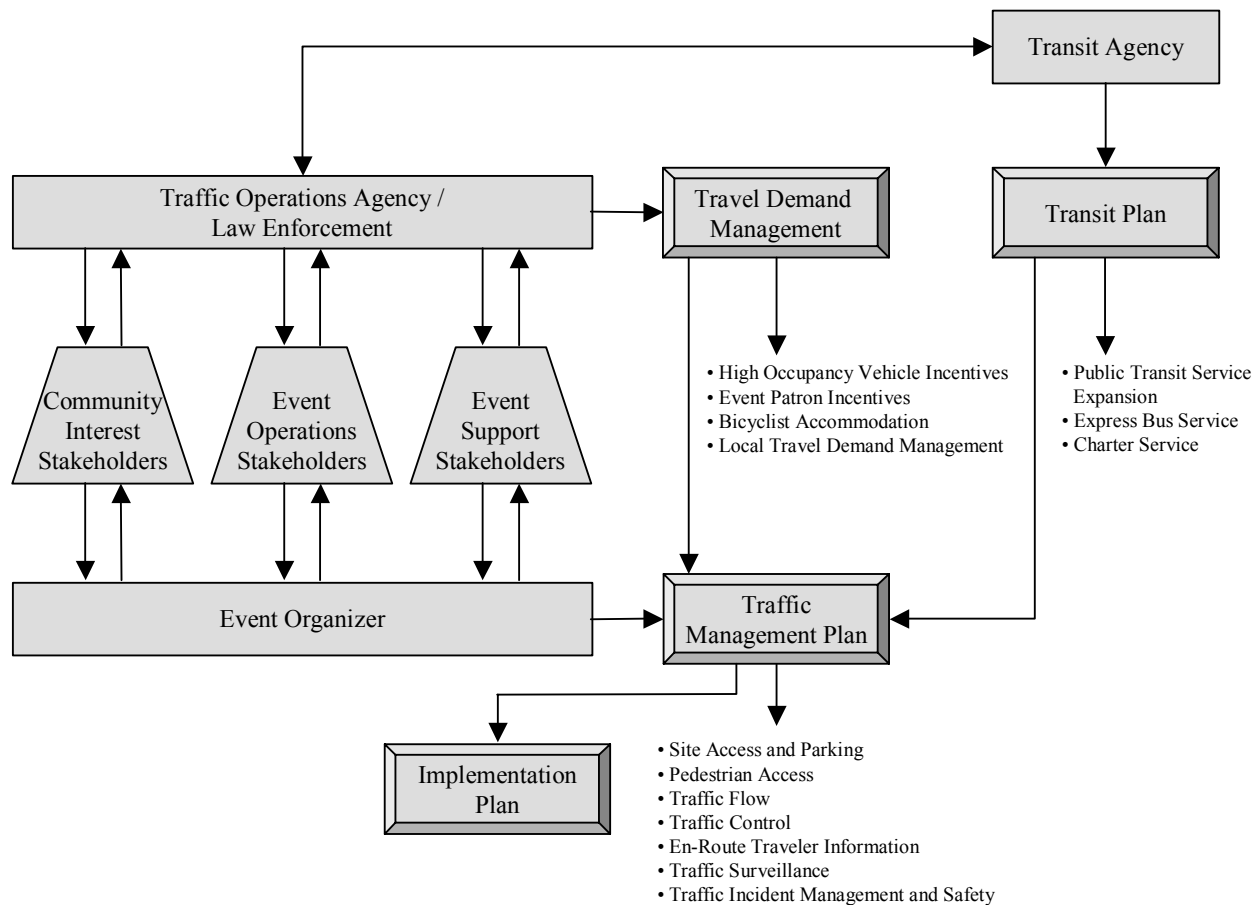 Transit Agency
Traffic Operations Agency /
Law Enforcement
Travel Demand
Management
Transit Plan
Community
Interest
Stakeholders
Event
Operations
Stakeholders
Event
Support
Stakeholders
• High Occupancy Vehicle Incentives
• Event Patron Incentives
• Bicyclist Accommodation
• Local Travel Demand Management
• Public Transit Service
Expansion
• Express Bus Service
• Charter Service
Event Organizer
Traffic
Management Plan
Implementation
Plan
• Site Access and Parking
• Pedestrian Access
• Traffic Flow
• Traffic Control
• En-Route Traveler Information
• Traffic Surveillance
• Traffic Incident Management and Safety